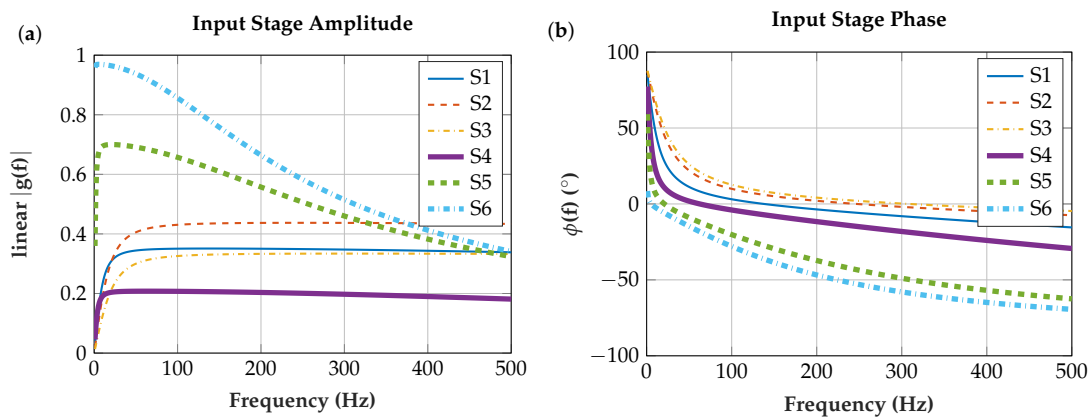 Input Stage Amplitude
(a)
linear |g(f)|
1
0.8
0.6
0.4
0.2
0
0 100 200 300 400 500
Frequency (Hz)
S1
S2
S3
S4
S5
S6
Input Stage Phase
(b)
ϕ(f) (°)
100
50
0
−50
−100
0 100 200 300 400 500
Frequency (Hz)
S1
S2
S3
S4
S5
S6